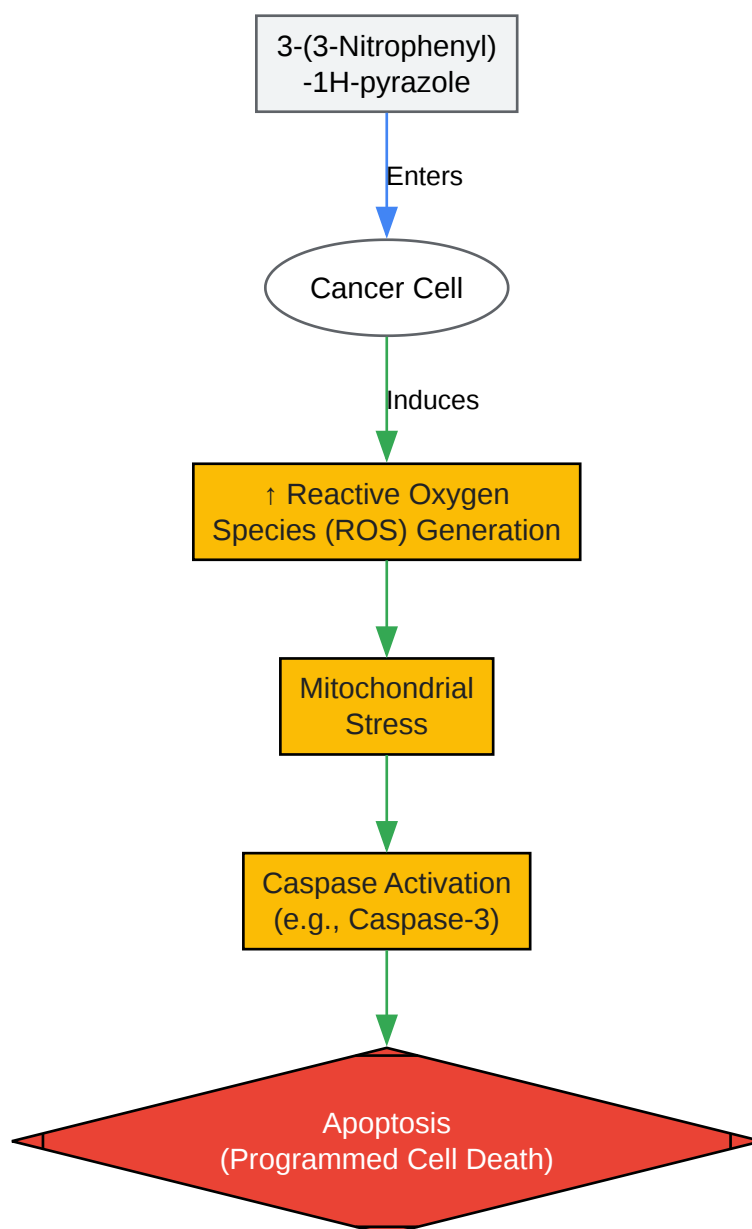 3-(3-Nitrophenyl)
-1H-pyrazole
Enters
Cancer Cell
Induces
↑ Reactive Oxygen
Species (ROS) Generation
Mitochondrial
Stress
Caspase Activation
(e.g., Caspase-3)
Apoptosis
(Programmed Cell Death)